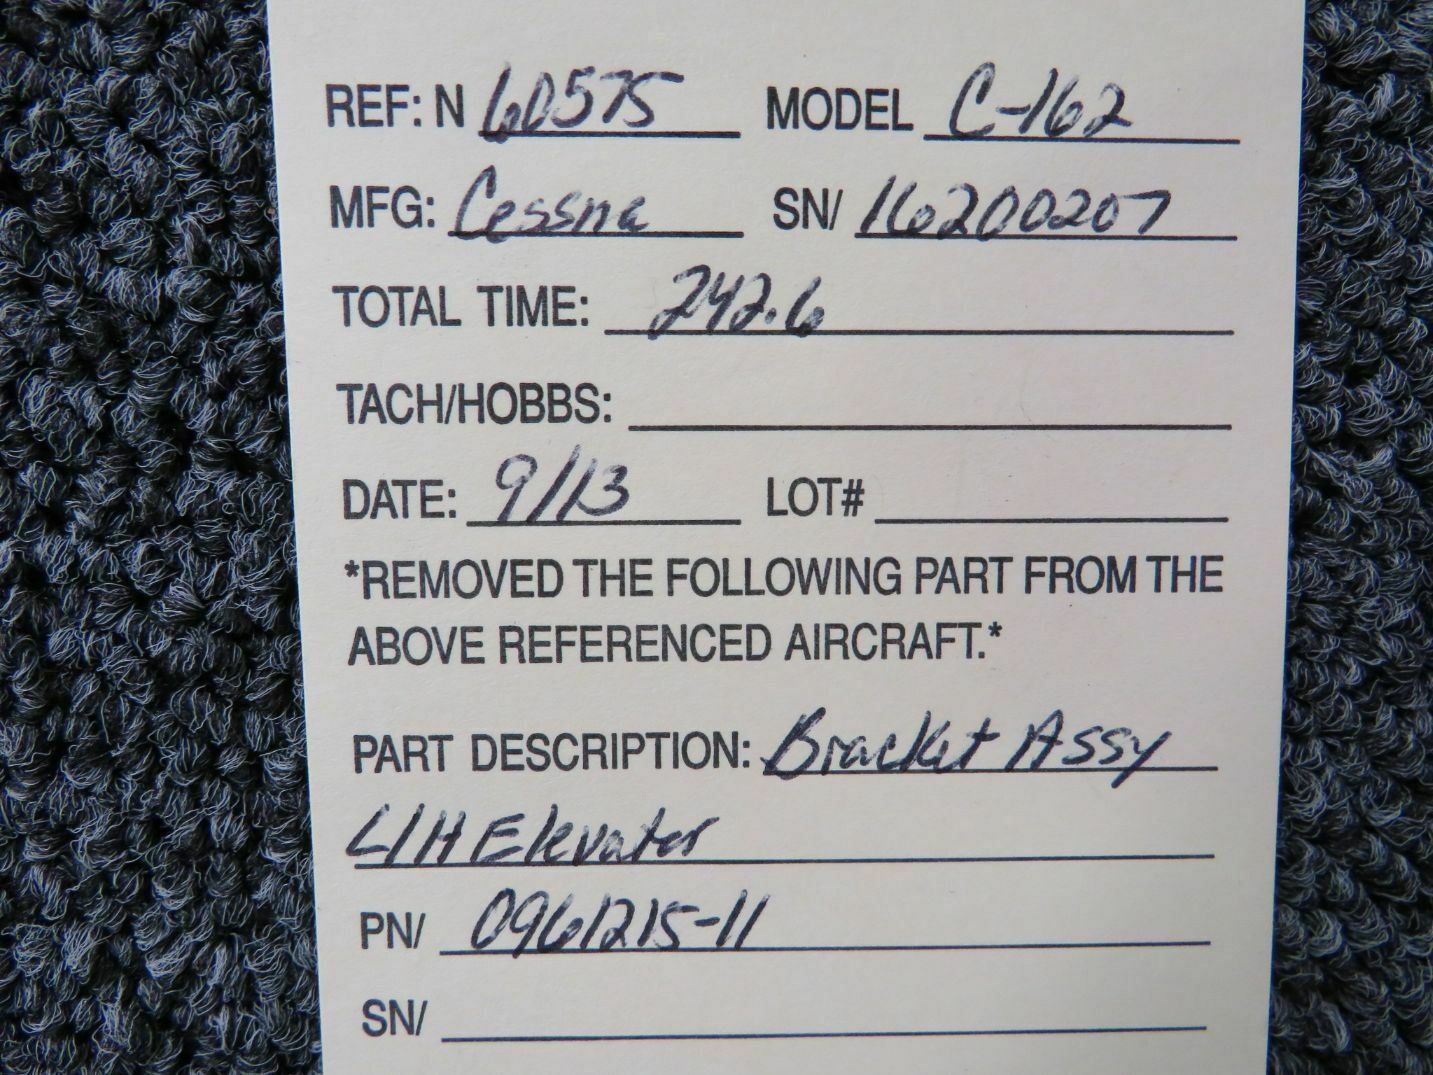 REF: N 60575 MODEL C-162
MFG: Cessna SN/ 16200207
TOTAL TIME: 242.6
TACH/HOBBS:
DATE: 9/13 LOT#
*REMOVED THE FOLLOWING PART FROM THE
ABOVE REFERENCED AIRCRAFT.*
PART DESCRIPTION: Bracket Assy
L/H Elevator
PN/ 0961215-11
SN/